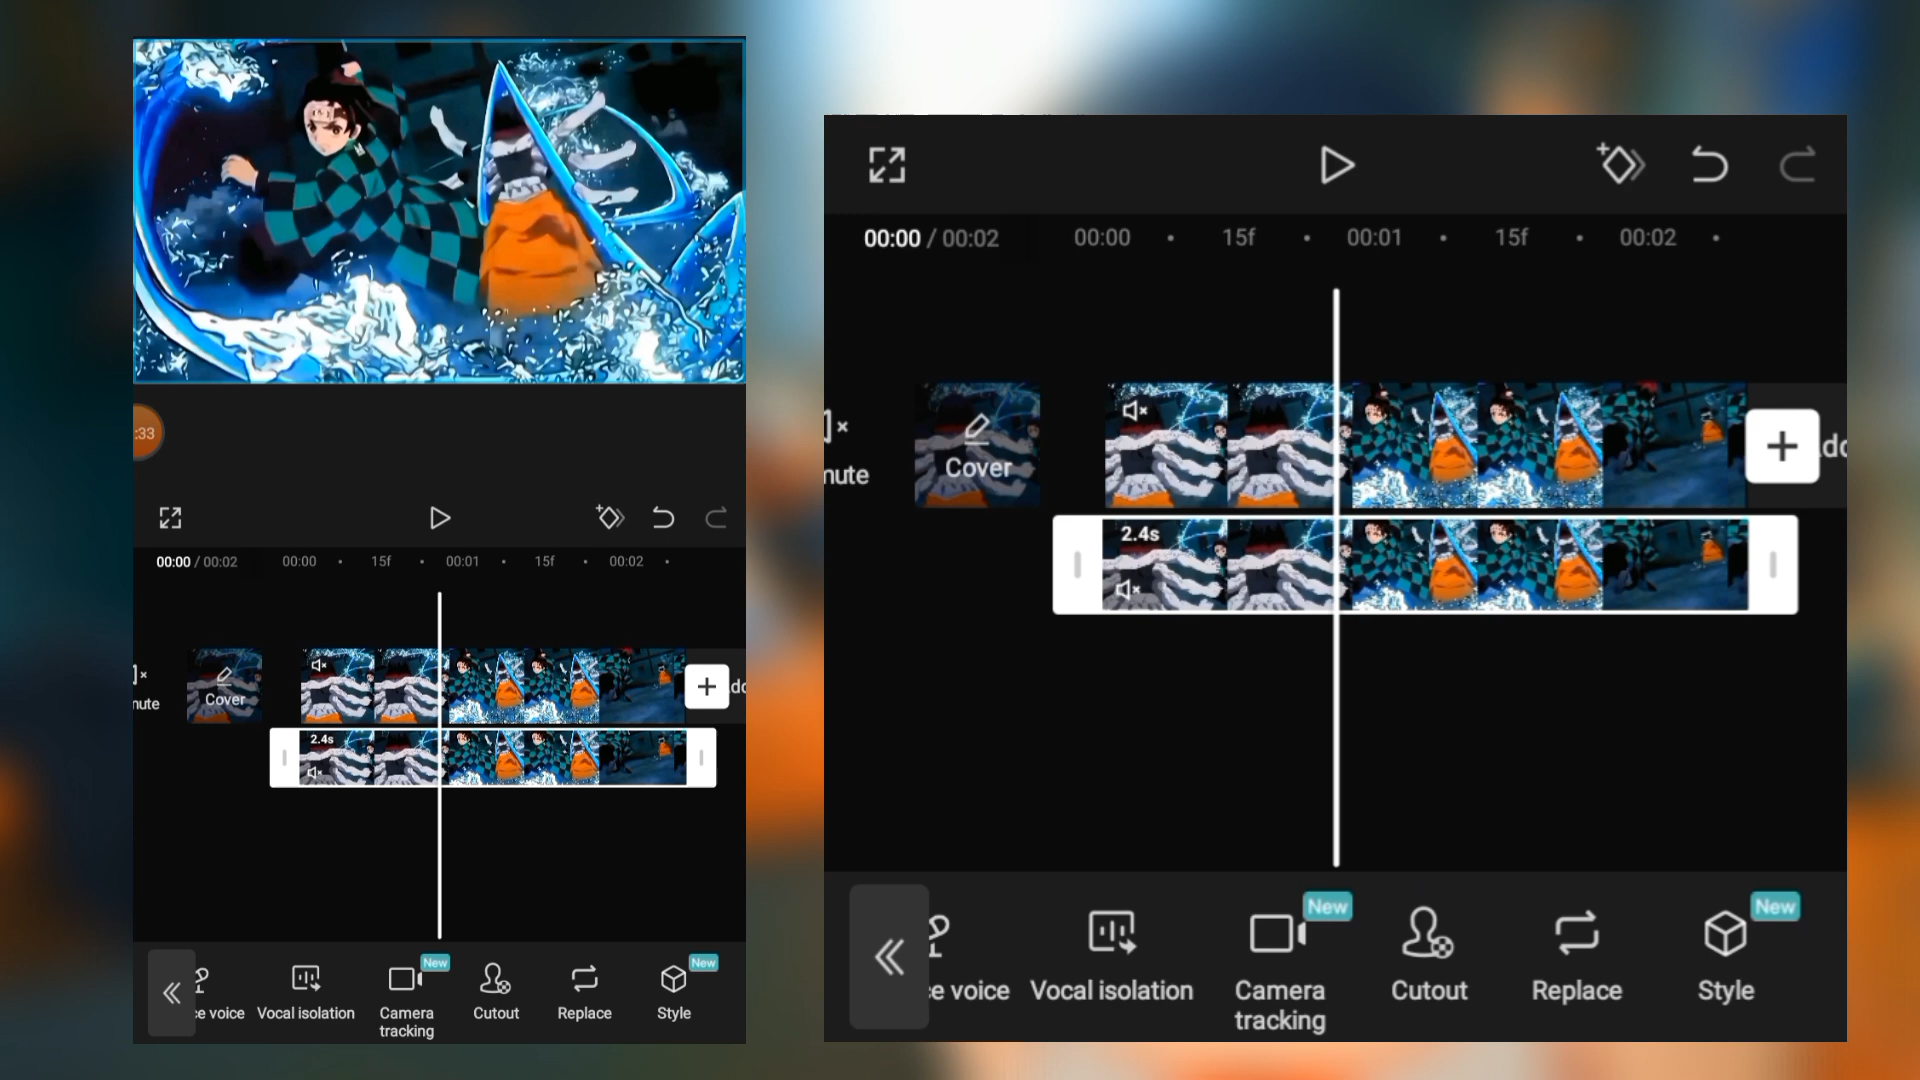 :33
00:00 / 00:02 00:00 15f 00:01 15f 00:02
nute
Cover
2.4s
ce voice
Vocal isolation
New
Camera
tracking
Cutout
Replace
New
Style
00:00 / 00:02 00:00 15f 00:01 15f 00:02
nute
Cover
2.4s
ce voice
Vocal isolation
New
Camera
tracking
Cutout
Replace
New
Style